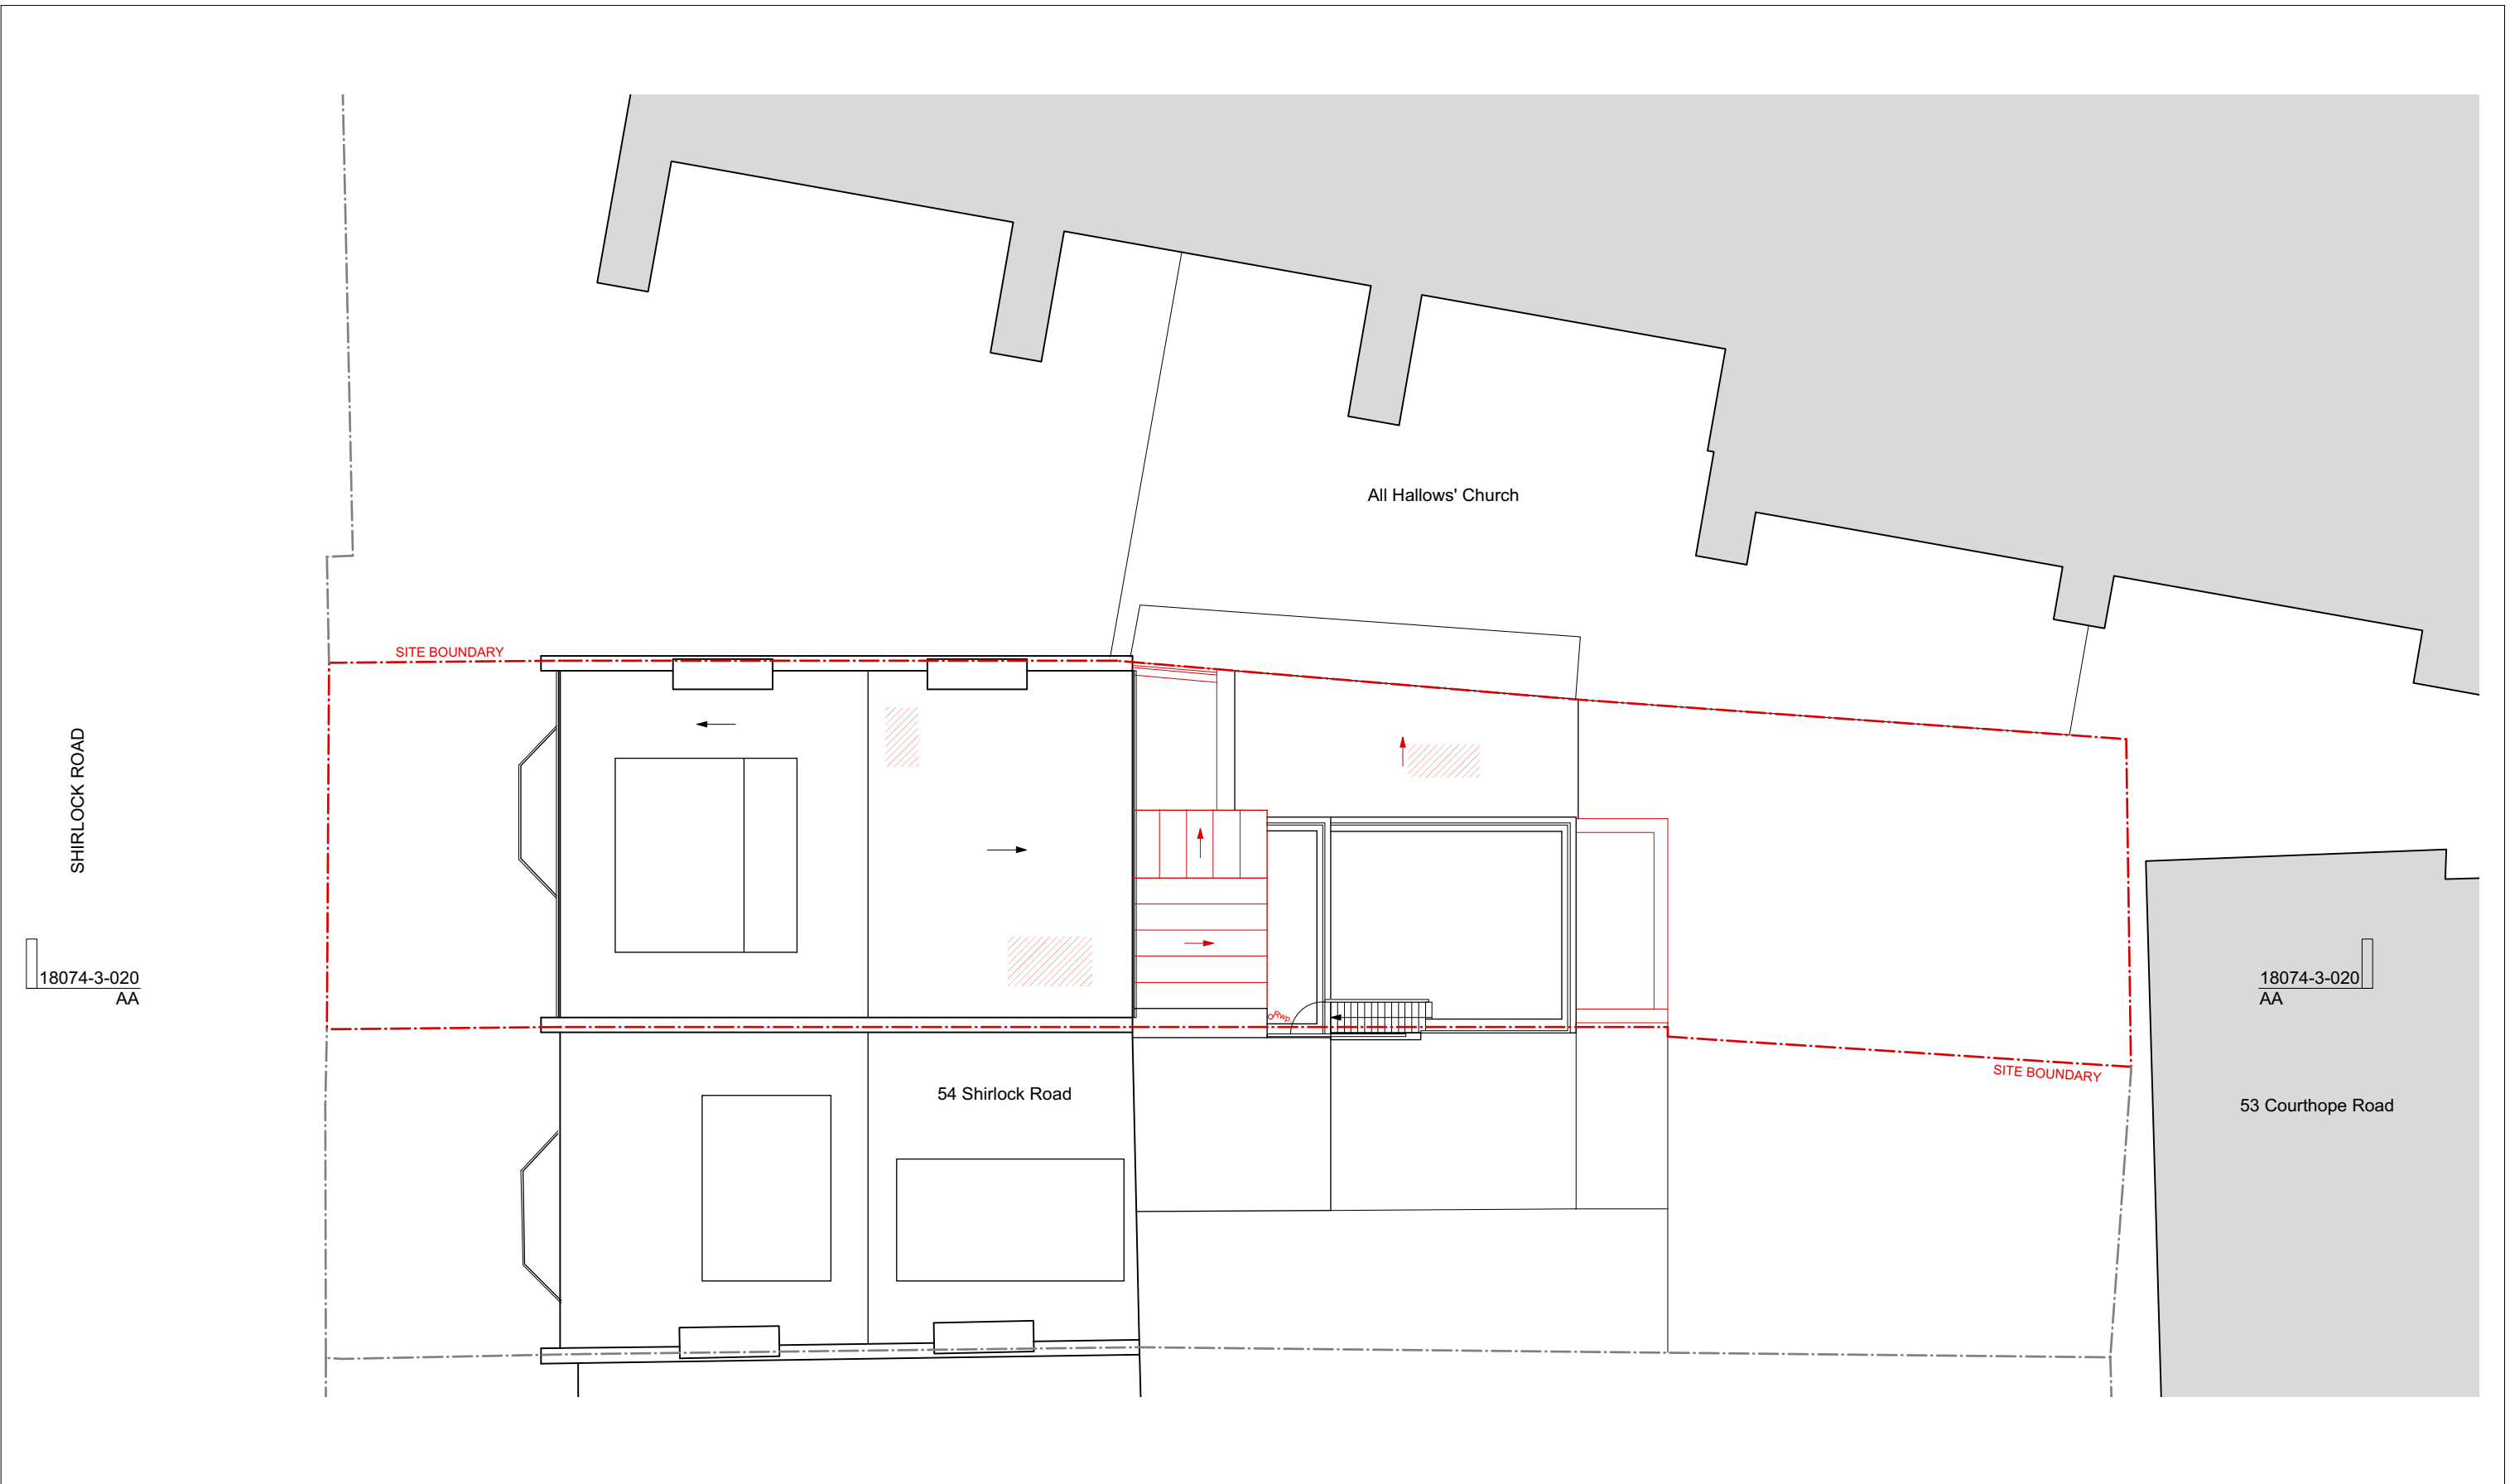 All Hallows' Church
SITE BOUNDARY
SHIRLOCK ROAD
18074-3-020
AA
18074-3-020
AA
Rwp
SITE BOUNDARY
54 Shirlock Road
53 Courthope Road